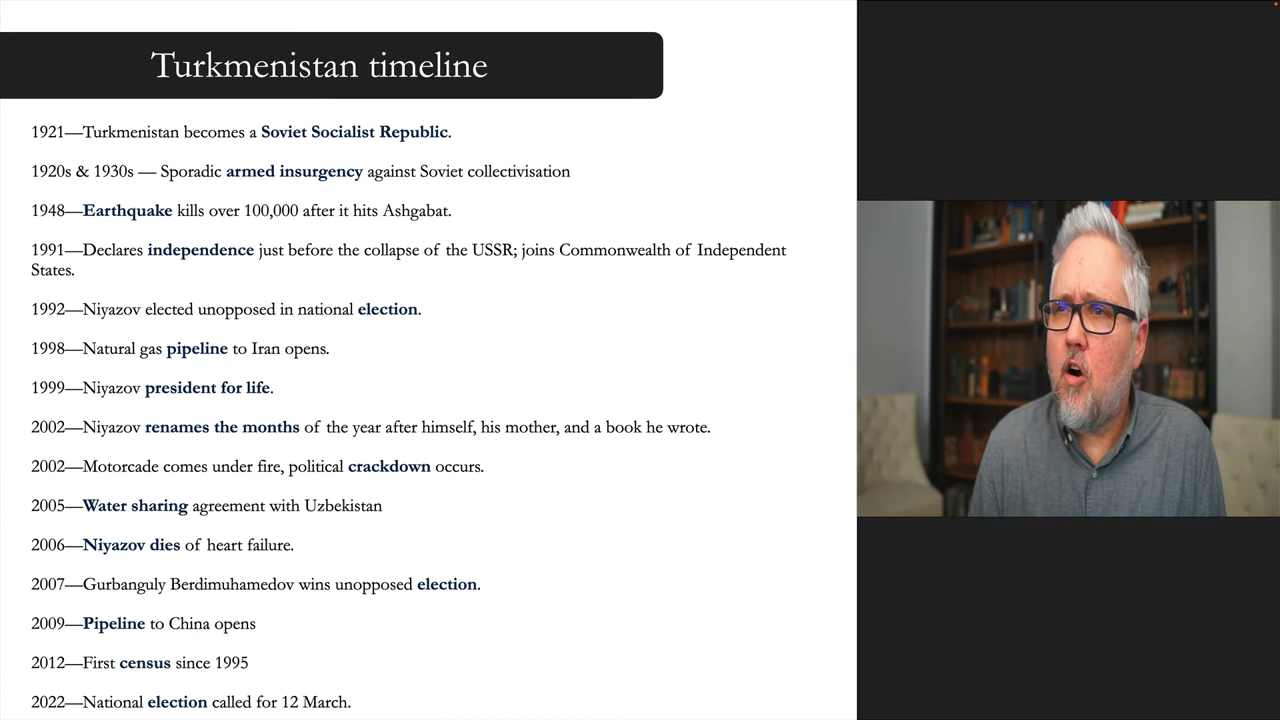 Turkmenistan timeline
1921—Turkmenistan becomes a Soviet Socialist Republic.
1920s & 1930s — Sporadic armed insurgency against Soviet collectivisation
1948—Earthquake kills over 100,000 after it hits Ashgabat.
1991—Declares independence just before the collapse of the USSR; joins Commonwealth of Independent
States.
1992—Niyazov elected unopposed in national election.
1998—Natural gas pipeline to Iran opens.
1999—Niyazov president for life.
2002—Niyazov renames the months of the year after himself, his mother, and a book he wrote.
2002—Motorcade comes under fire, political crackdown occurs.
2005—Water sharing agreement with Uzbekistan
2006—Niyazov dies of heart failure.
2007—Gurbanguly Berdimuhamedov wins unopposed election.
2009—Pipeline to China opens
2012—First census since 1995
2022—National election called for 12 March.